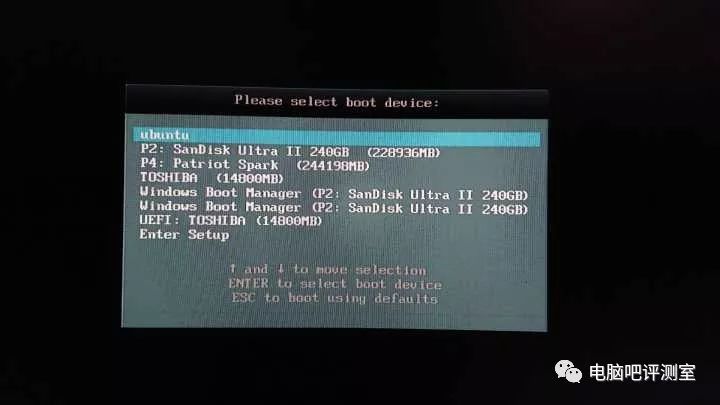 Please select boot device:
ubuntu
P2: SanDisk Ultra II 240GB (228936MB)
P4: Patriot Spark (244198MB)
TOSHIBA (14800MB)
Windows Boot Manager (P2: SanDisk Ultra II 240GB)
Windows Boot Manager (P2: SanDisk Ultra II 240GB)
UEFI: TOSHIBA (14800MB)
Enter Setup
↑ and ↓ to move selection
ENTER to select boot device
ESC to boot using defaults
电脑吧评测室